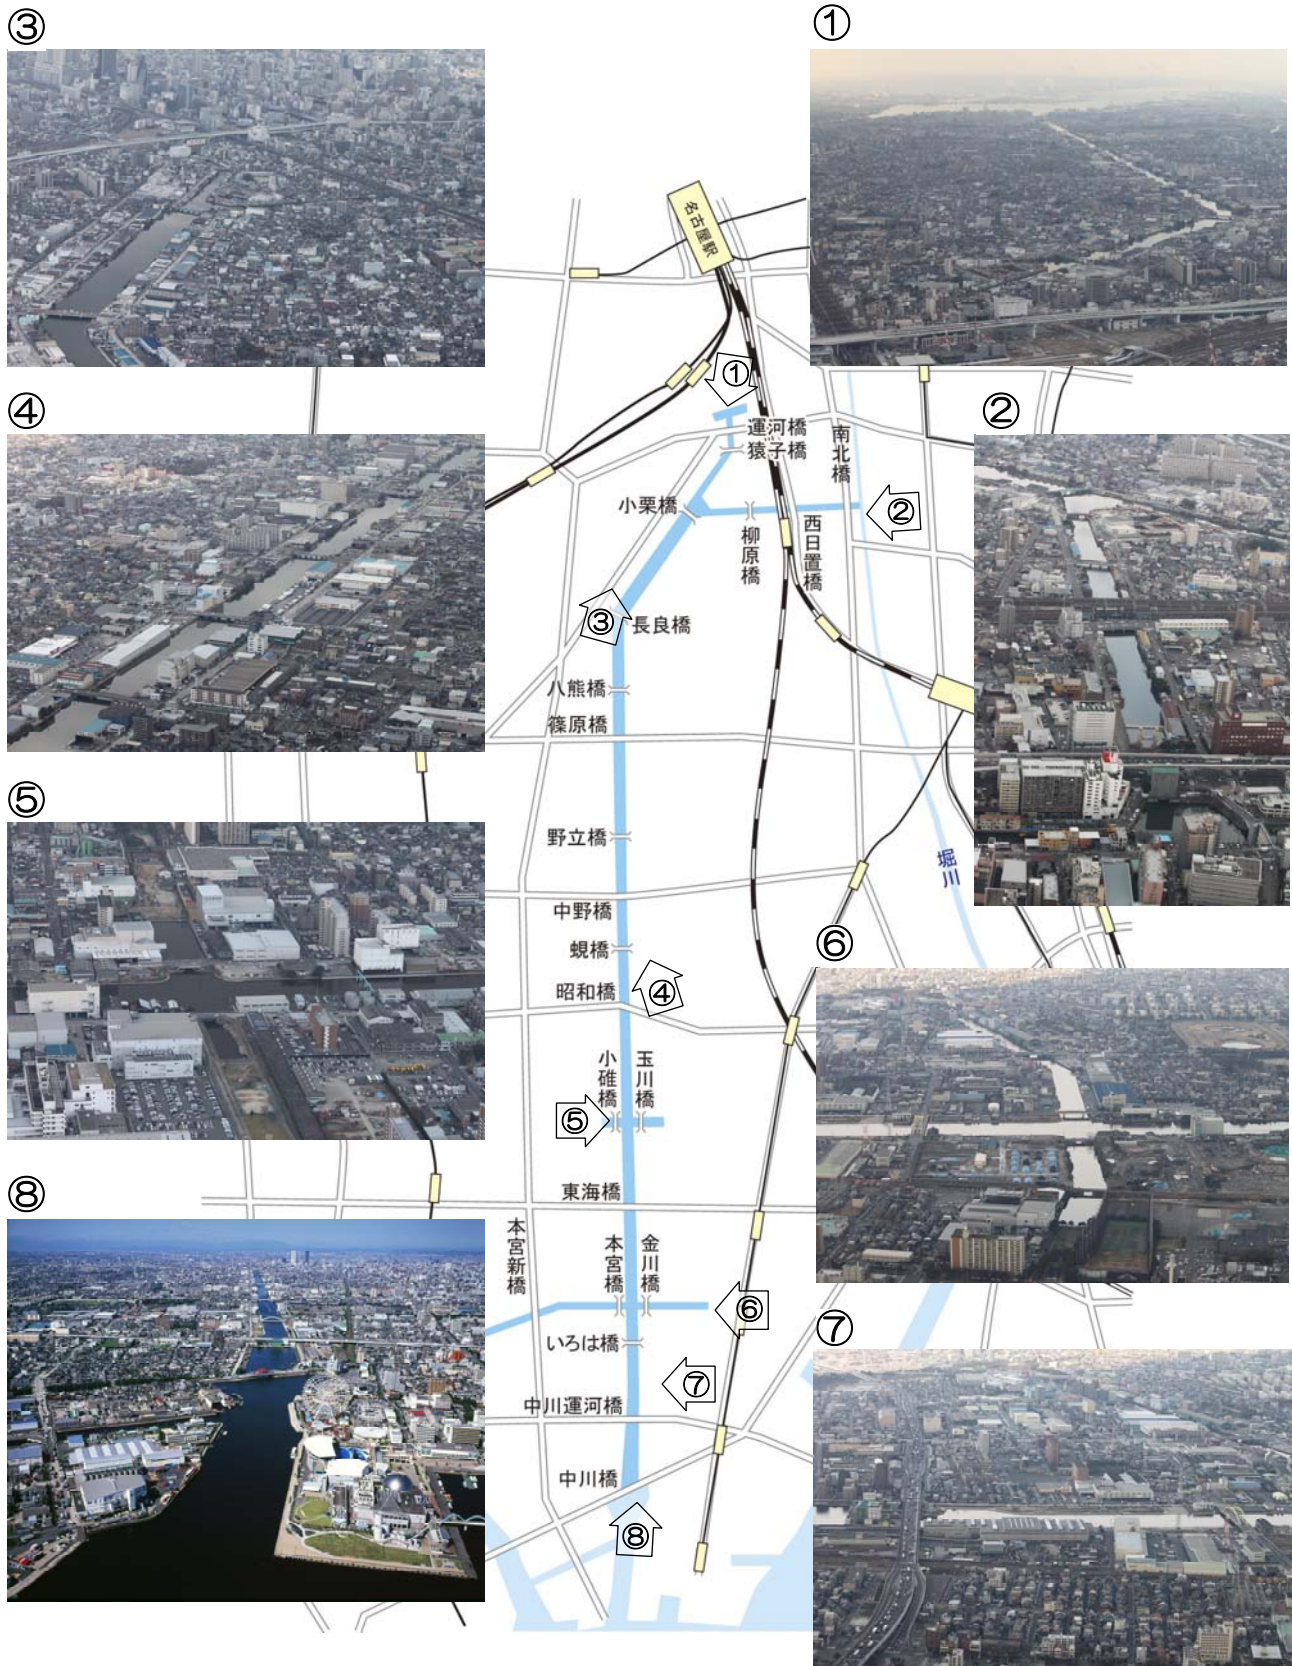 ③
①
名古屋駅
①
④
②
運河橋
猿子橋
南北橋
小栗橋
②
柳原橋
西日置橋
③
長良橋
八熊橋
篠原橋
⑤
野立橋
堀川
中野橋
⑥
蜆橋
昭和橋
④
小碓橋
玉川橋
⑤
⑧
東海橋
本宮新橋
本宮橋
金川橋
⑥
いろは橋
⑦
⑦
中川運河橋
中川橋
⑧